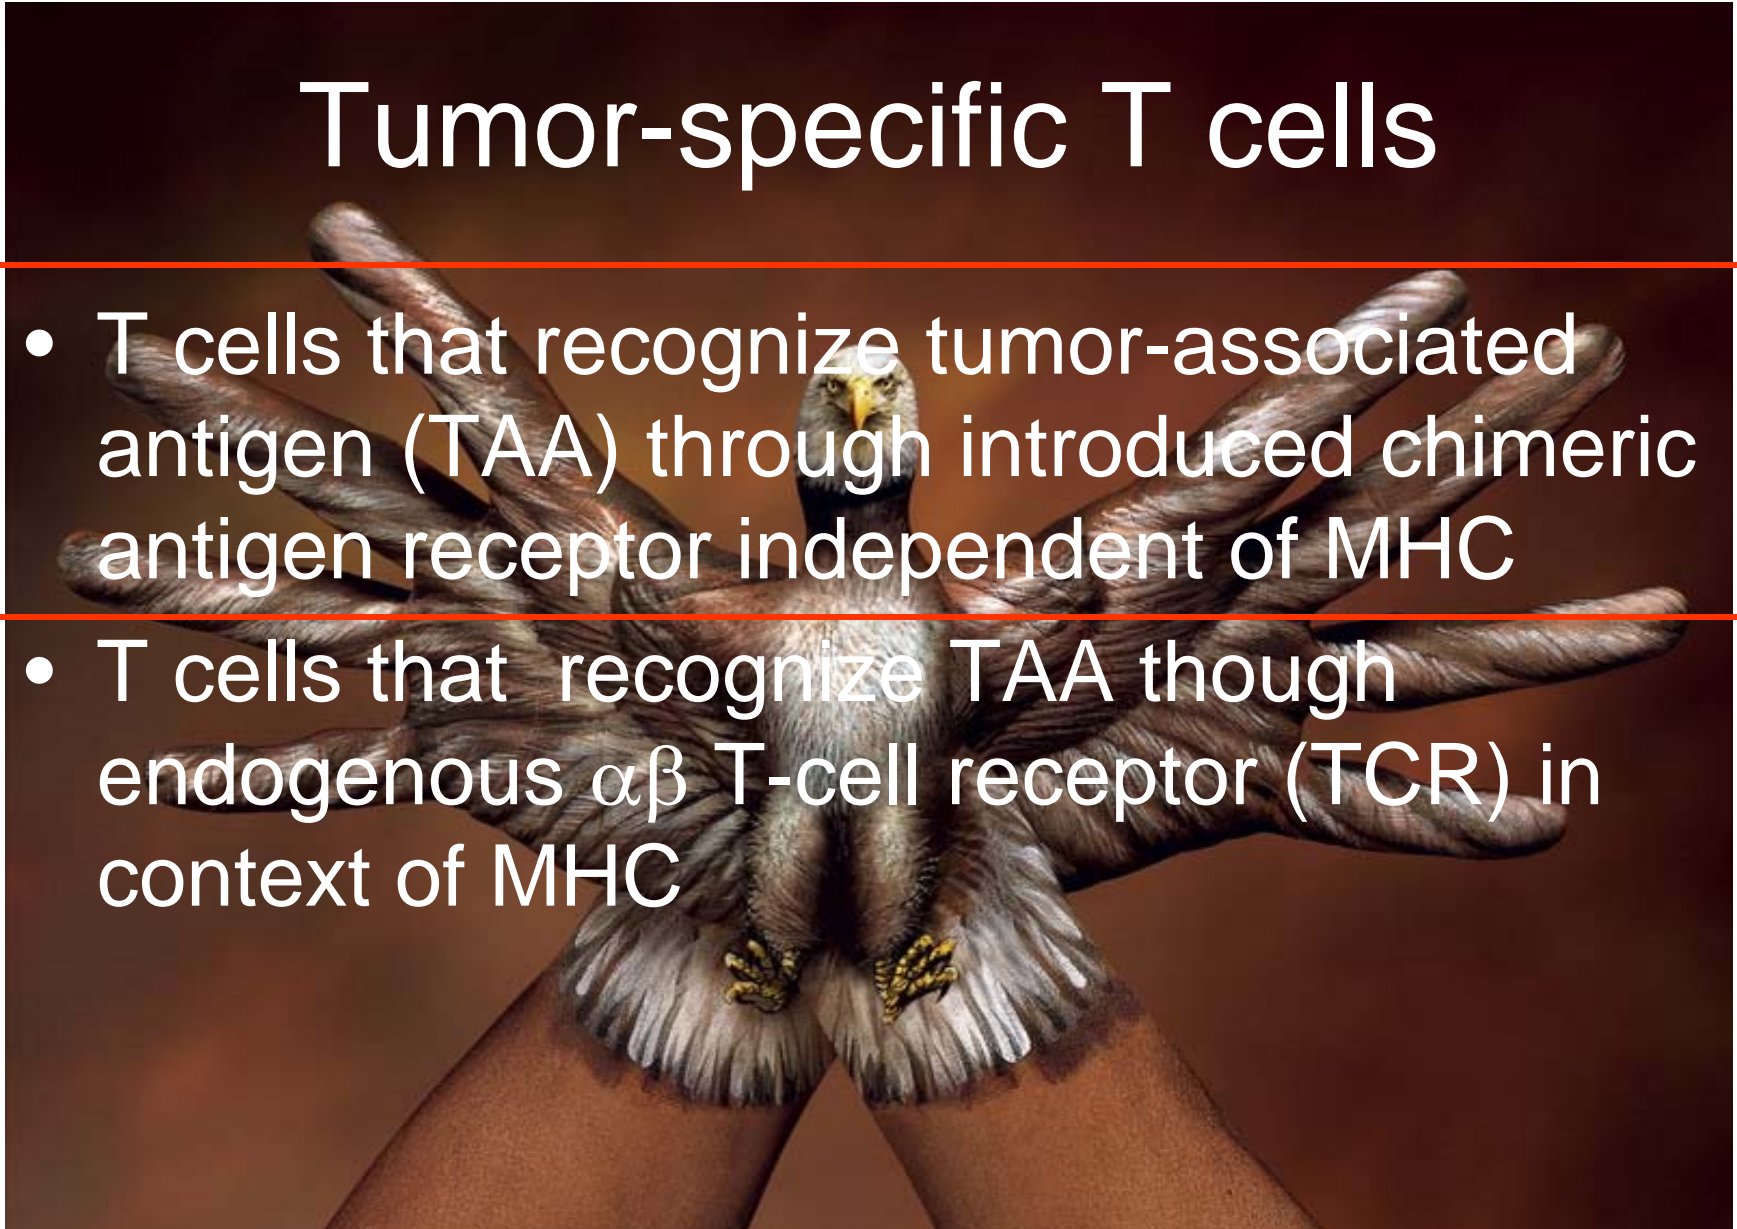 Tumor-specific T cells
• T cells that recognize tumor-associated
antigen (TAA) through introduced chimeric
antigen receptor independent of MHC
• T cells that  recognize TAA though
endogenous αβ T-cell receptor (TCR) in
context of MHC